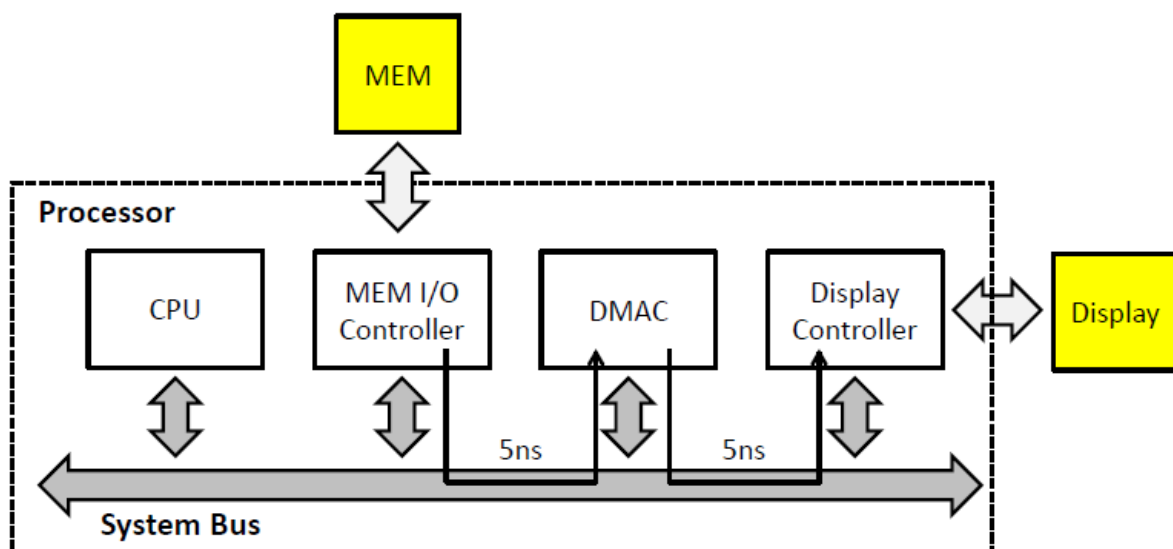 MEM
Processor
CPU
MEM I/O
Controller
DMAC
Display
Controller
Display
5ns
5ns
System Bus